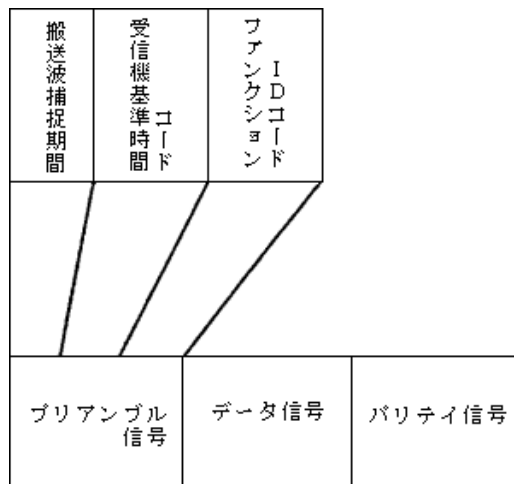 搬送波捕捉期間
受信機基準時間
コード
ファンクション
IDコード
プリアンブル
信号
データ信号
パリテイ信号